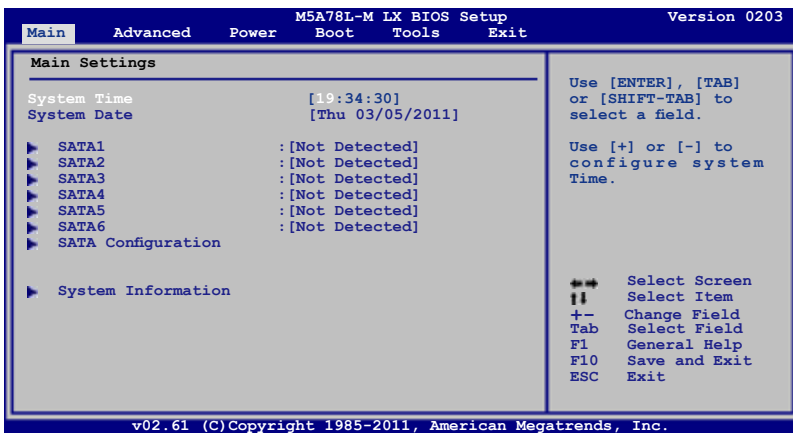 M5A78L-M LX BIOS Setup Version 0203
Main Advanced Power Boot Tools Exit
Main Settings
System Time [19:34:30]
System Date [Thu 03/05/2011]
SATA1 :[Not Detected]
SATA2 :[Not Detected]
SATA3 :[Not Detected]
SATA4 :[Not Detected]
SATA5 :[Not Detected]
SATA6 :[Not Detected]
SATA Configuration
System Information
Use [ENTER], [TAB]
or [SHIFT-TAB] to
select a field.
Use [+] or [-] to
configure system
Time.
Select Screen
Select Item
+- Change Field
Tab Select Field
F1 General Help
F10 Save and Exit
ESC Exit
v02.61 (C)Copyright 1985-2011, American Megatrends, Inc.